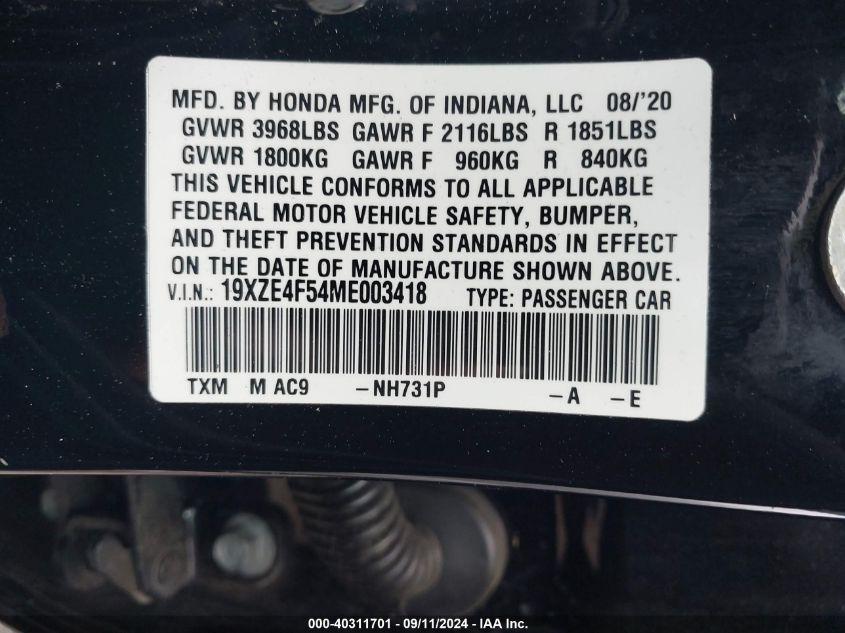 MFD. BY HONDA MFG. OF INDIANA, LLC 08/'20
GVWR 3968LBS GAWR F 2116LBS R 1851LBS
GVWR 1800KG GAWR F 960KG R 840KG
THIS VEHICLE CONFORMS TO ALL APPLICABLE
FEDERAL MOTOR VEHICLE SAFETY, BUMPER,
AND THEFT PREVENTION STANDARDS IN EFFECT
ON THE DATE OF MANUFACTURE SHOWN ABOVE.
V.I.N.: 19XZE4F54ME003418 TYPE: PASSENGER CAR
TXM M AC9 -NH731P -A -E
000-40311701 - 09/11/2024 - IAA Inc.